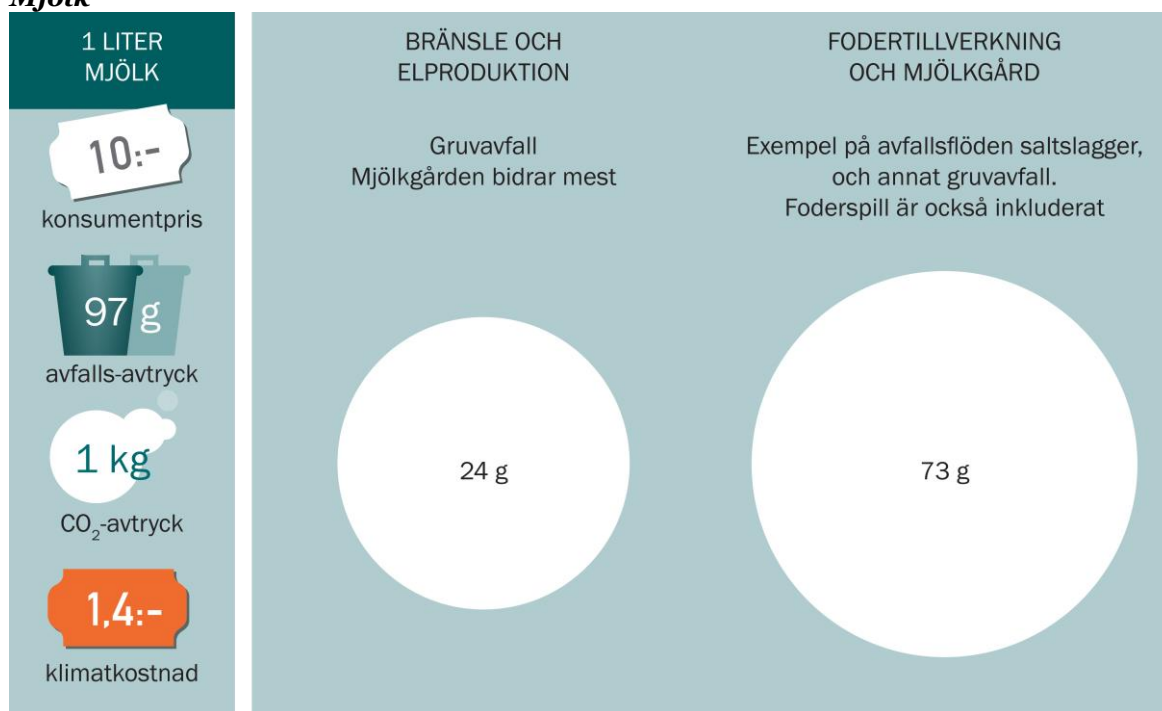 Mjölk
1 LITER
MJÖLK
10:-
konsumentpris
97 g
avfalls-avtryck
1 kg
CO₂-avtryck
1,4:-
klimatkostnad
BRÄNSLE OCH
ELPRODUKTION
Gruvavfall
Mjölkgården bidrar mest
24 g
FODERTILLVERKNING
OCH MJÖLKGÅRD
Exempel på avfallsflöden saltslagger,
och annat gruvavfall.
Foderspill är också inkluderat
73 g